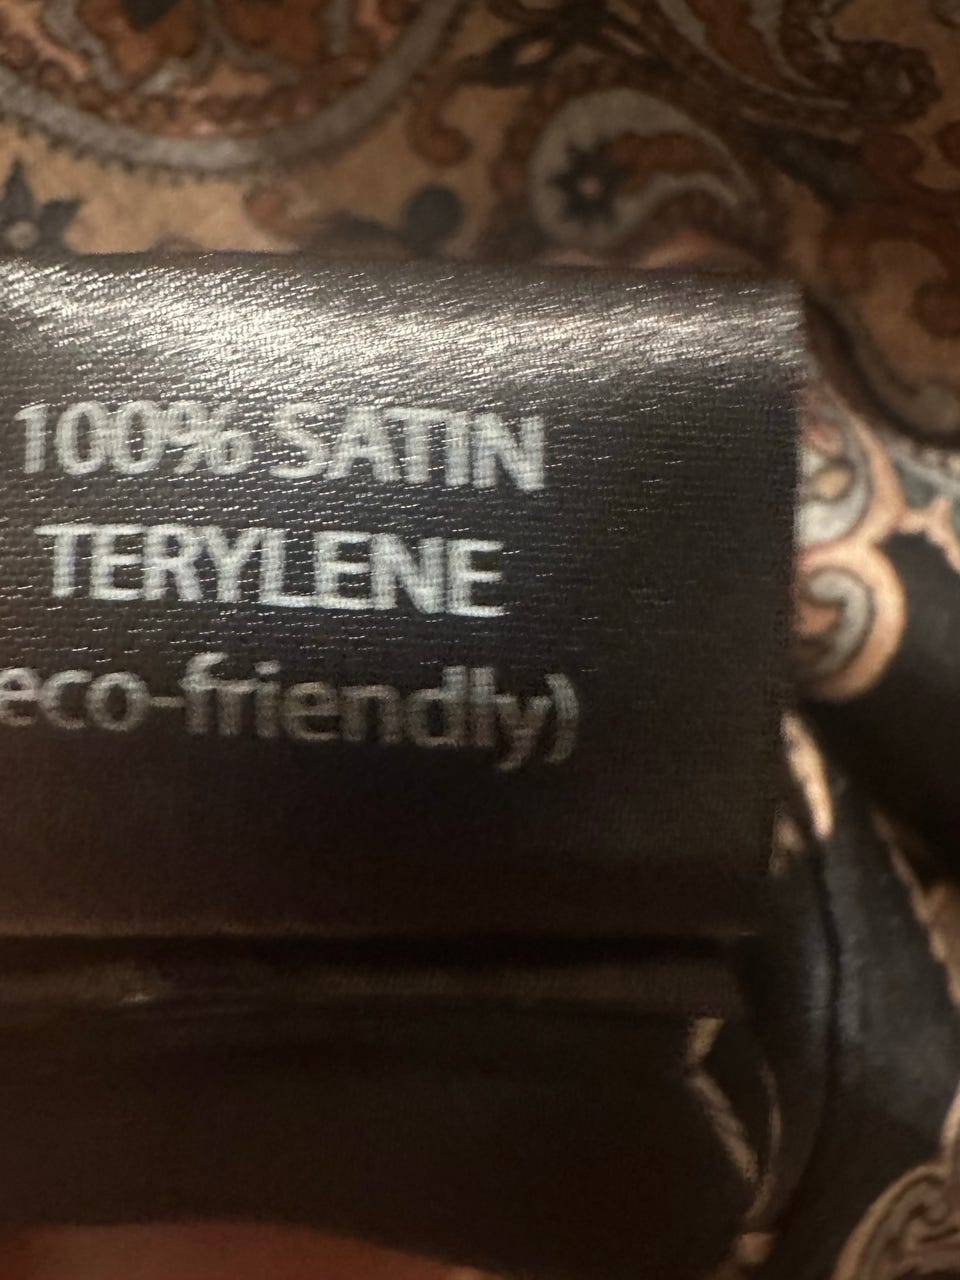 100% SATIN
TERYLENE
eco-friendly)